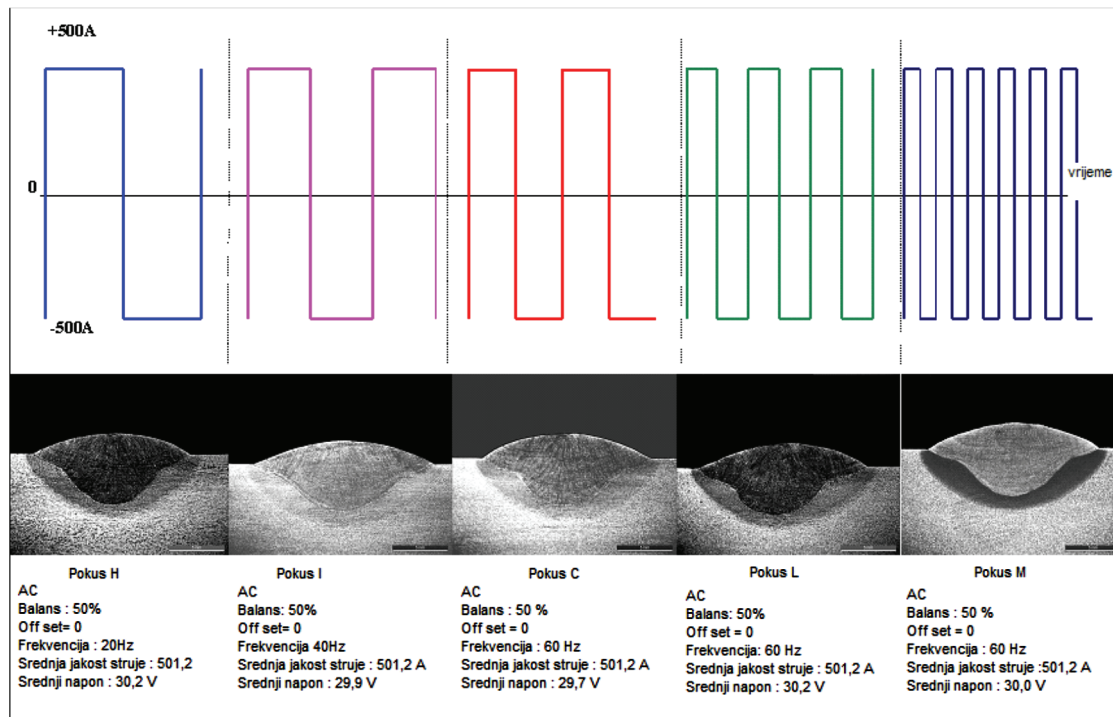 +500A
0
vrijeme
-500A
Pokus H
AC
Balans : 50%
Off set= 0
Frekvencija : 20Hz
Srednja jakost struje : 501,2
Srednji napon : 30,2 V
Pokus I
AC
Balans: 50%
Off set= 0
Frekvencija 40Hz
Srednja jakost struje : 501,2 A
Srednji napon : 29,9 V
Pokus C
AC
Balans : 50 %
Off set = 0
Frekvencija : 60 Hz
Srednja jakost struje : 501,2 A
Srednji napon : 29,7 V
Pokus L
AC
Balans: 50%
Off set = 0
Frekvencija: 60 Hz
Srednja jakost struje : 501,2 A
Srednji napon : 30,2 V
Pokus M
AC
Balans : 50 %
Off set = 0
Frekvencija : 60 Hz
Srednja jakost struje :501,2 A
Srednji napon : 30,0 V